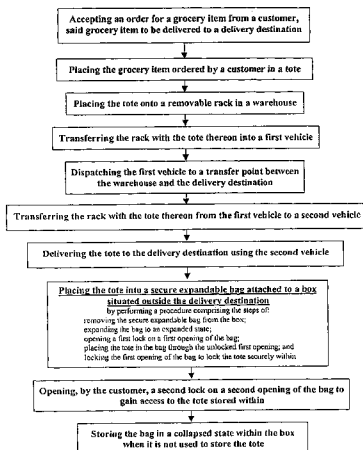 Accepting an order for a grocery item from a customer,
said grocery item to be delivered to a delivery destination
Placing the grocery item ordered by a customer in a tote
Placing the tote onto a removable rack in a warehouse
Transferring the rack with the tote thereon into a first vehicle
Dispatching the first vehicle to a transfer point between
the warehouse and the delivery destination
Transferring the rack with the tote thereon from the first vehicle to a second vehicle
Delivering the tote to the delivery destination using the second vehicle
Placing the tote into a secure expandable bag attached to a box
situated outside the delivery destination
by performing a procedure comprising the steps of:
removing the secure expandable bag from the box;
expanding the bag to an expanded state;
opening a first lock on a first opening of the bag;
placing the tote in the bag through the unlocked first opening; and
locking the first opening of the bag to lock the tote securely within
Opening, by the customer, a second lock on a second opening of the bag to
gain access to the tote stored within
Storing the bag in a collapsed state within the box
when it is not used to store the tote